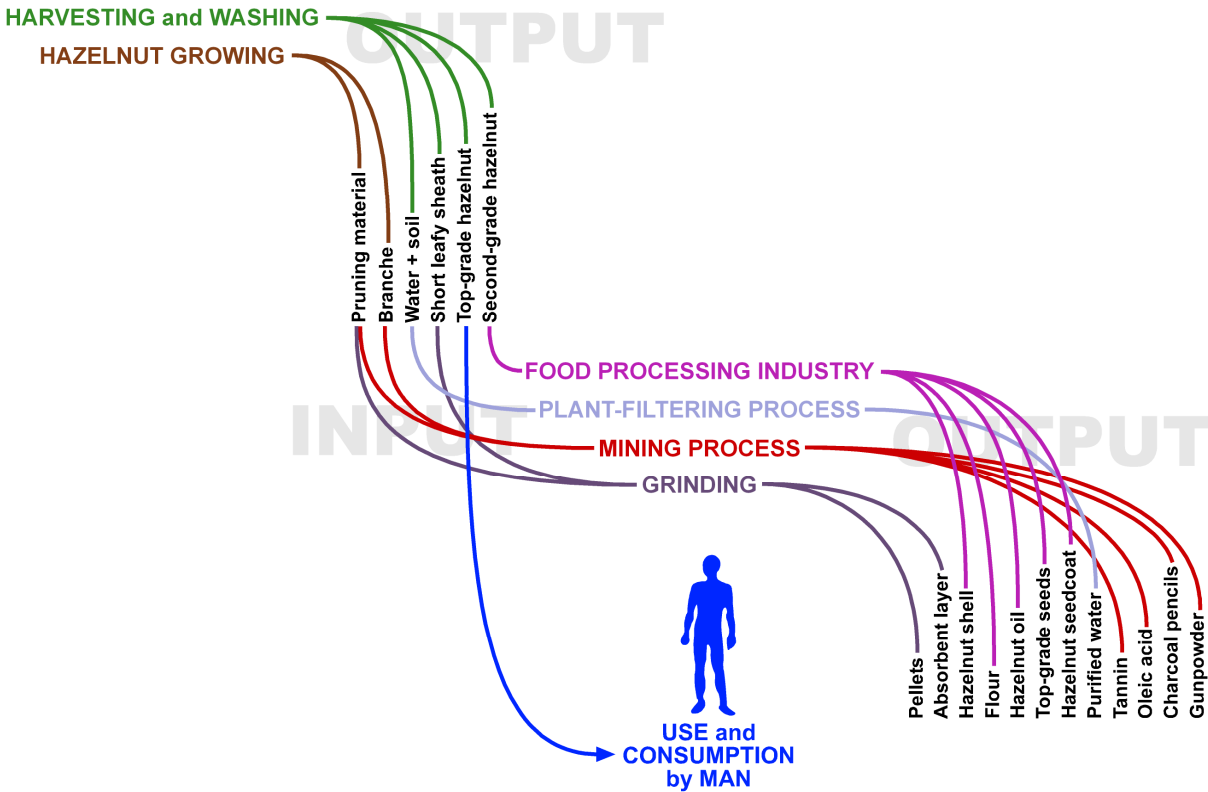 HARVESTING and WASHING
OUTPUT
HAZELNUT GROWING
Pruning material
Branche
Water + soil
Short leafy sheath
Top-grade hazelnut
Second-grade hazelnut
FOOD PROCESSING INDUSTRY
PLANT-FILTERING PROCESS
INPUT
OUTPUT
MINING PROCESS
GRINDING
Pellets
Absorbent layer
Hazelnut shell
Flour
Hazelnut oil
Top-grade seeds
Hazelnut seedcoat
Purified water
Tannin
Oleic acid
Charcoal pencils
Gunpowder
USE and
CONSUMPTION
by MAN